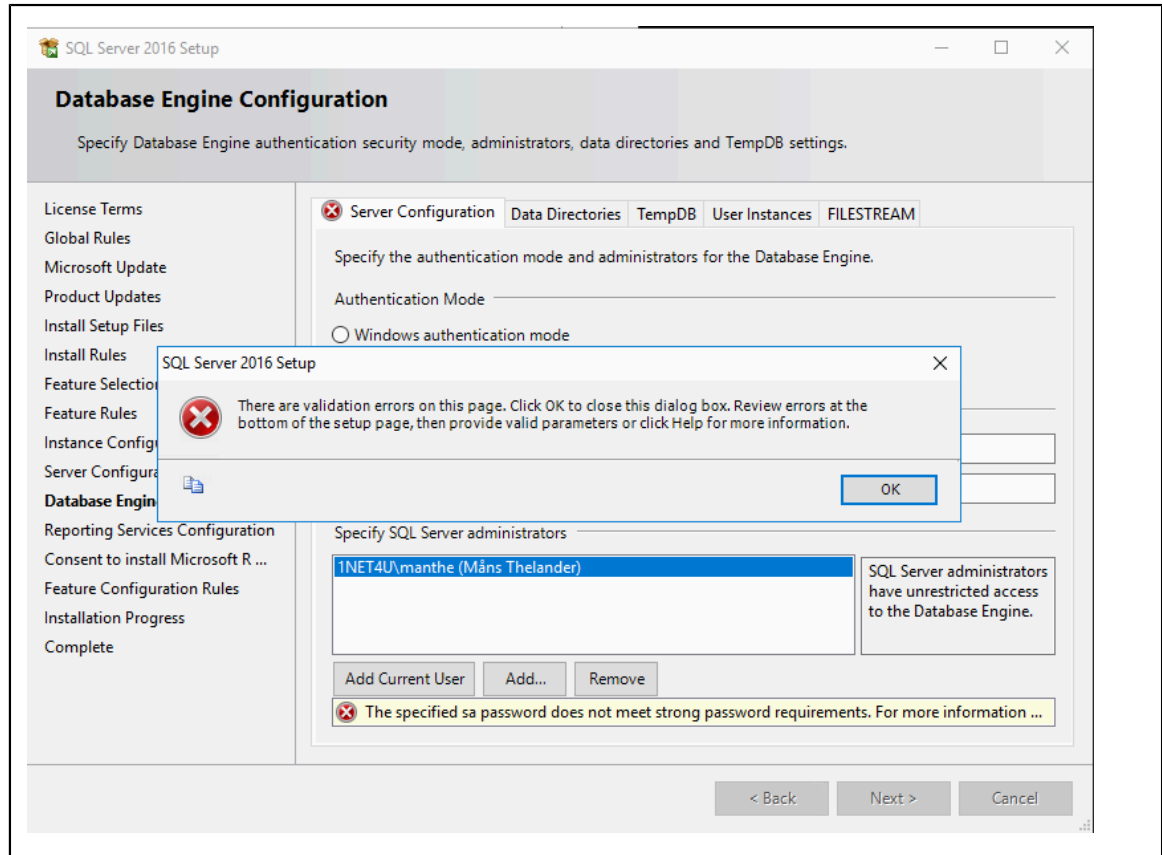 SQL Server 2016 Setup
Database Engine Configuration
Specify Database Engine authentication security mode, administrators, data directories and TempDB settings.
License Terms
Global Rules
Microsoft Update
Product Updates
Install Setup Files
Install Rules
Feature Selection
Feature Rules
Instance Configu
Server Configura
Database Engin
Reporting Services Configuration
Consent to install Microsoft R ...
Feature Configuration Rules
Installation Progress
Complete
Server Configuration
Data Directories
TempDB
User Instances
FILESTREAM
Specify the authentication mode and administrators for the Database Engine.
Authentication Mode
Windows authentication mode
SQL Server 2016 Setup
There are validation errors on this page. Click OK to close this dialog box. Review errors at the
bottom of the setup page, then provide valid parameters or click Help for more information.
OK
Specify SQL Server administrators
1NET4U\manthe (Måns Thelander)
SQL Server administrators
have unrestricted access
to the Database Engine.
Add Current User
Add...
Remove
The specified sa password does not meet strong password requirements. For more information ...
< Back
Next >
Cancel